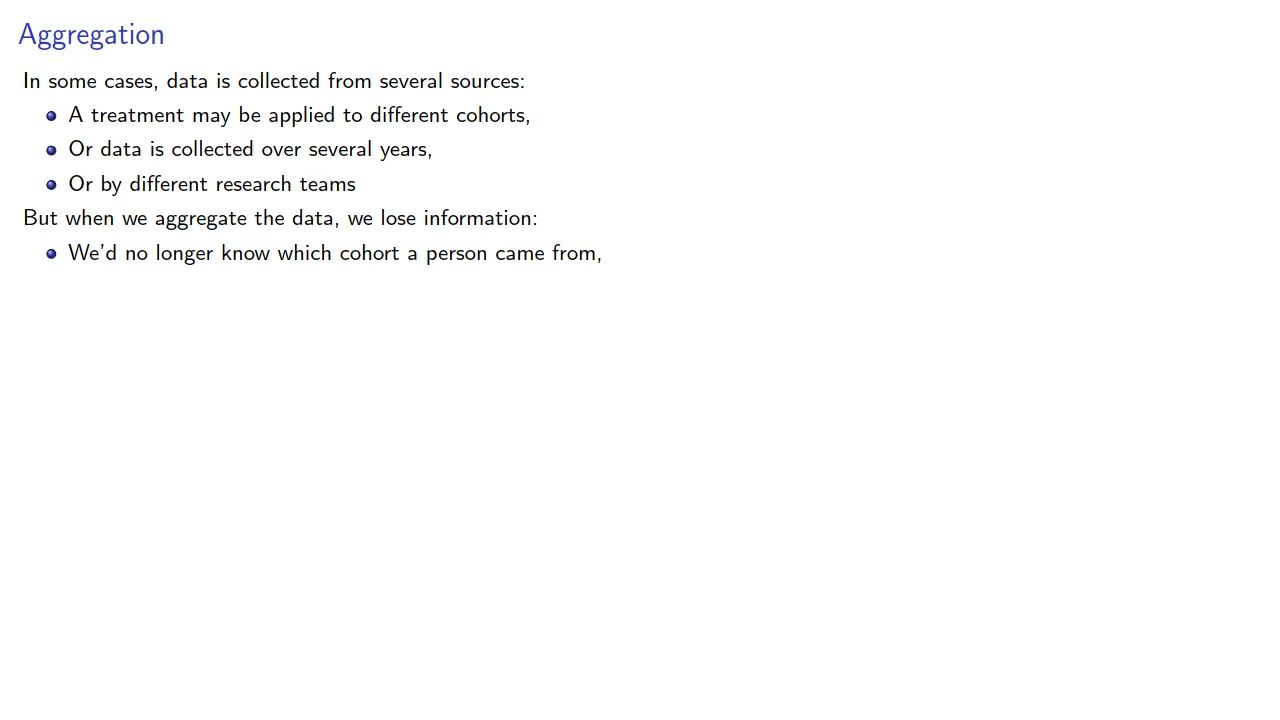 Aggregation
In some cases, data is collected from several sources:
A treatment may be applied to different cohorts,
Or data is collected over several years,
Or by different research teams
But when we aggregate the data, we lose information:
We'd no longer know which cohort a person came from,